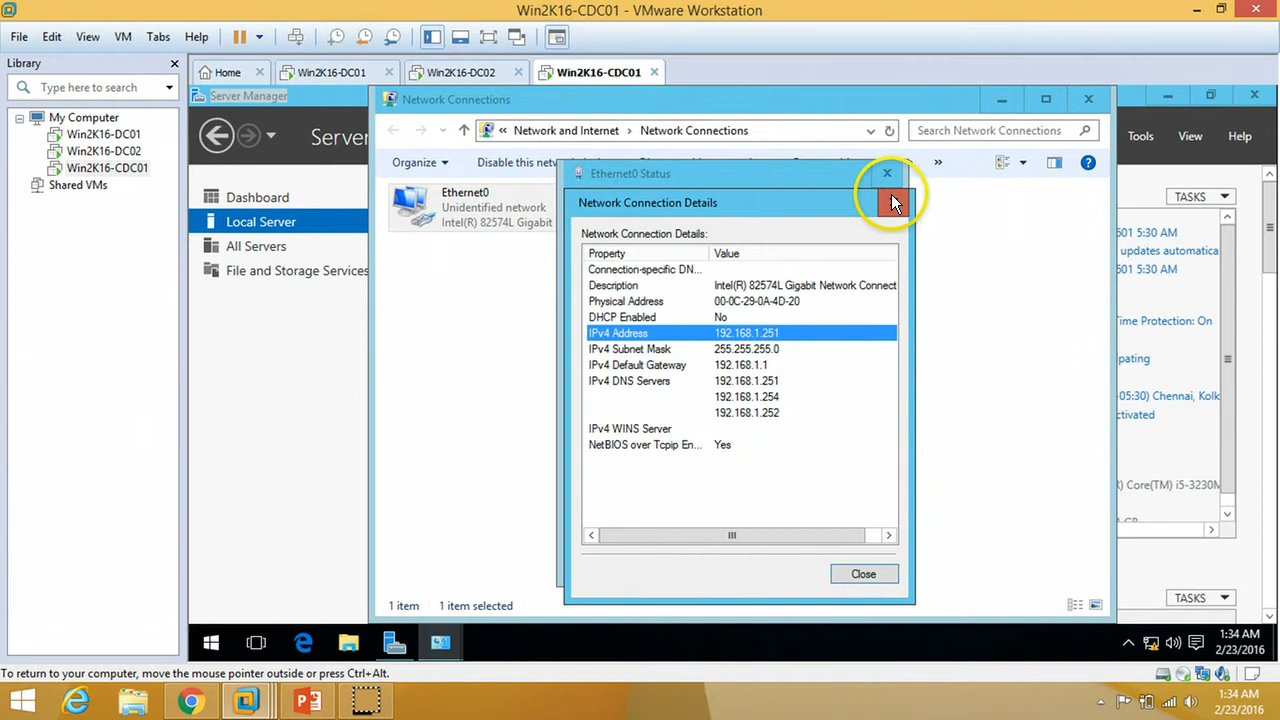 Win2K16-CDC01 - VMware Workstation
File Edit View VM Tabs Help
Library
Type here to search
My Computer
Win2K16-DC01
Win2K16-DC02
Win2K16-CDC01
Shared VMs
Home Win2K16-DC01 Win2K16-DC02 Win2K16-CDC01
Server Manager
Server
Tools View Help
Dashboard
Local Server
All Servers
File and Storage Services
Network Connections
« Network and Internet › Network Connections
Search Network Connections
Organize Disable this netw »
Ethernet0
Unidentified network
Intel(R) 82574L Gigabit
Ethernet0 Status
Network Connection Details
Network Connection Details:
Property Value
Connection-specific DN...
Description Intel(R) 82574L Gigabit Network Connect
Physical Address 00-0C-29-0A-4D-20
DHCP Enabled No
IPv4 Address 192.168.1.251
IPv4 Subnet Mask 255.255.255.0
IPv4 Default Gateway 192.168.1.1
IPv4 DNS Servers 192.168.1.251
192.168.1.254
192.168.1.252
IPv4 WINS Server
NetBIOS over Tcpip En... Yes
Close
1 item 1 item selected
TASKS
601 5:30 AM
updates automatica
601 5:30 AM
Time Protection: On
pating
-05:30) Chennai, Kolk
ctivated
R) Core(TM) i5-3230M
TASKS
1:34 AM
2/23/2016
To return to your computer, move the mouse pointer outside or press Ctrl+Alt.
1:34 AM
2/23/2016